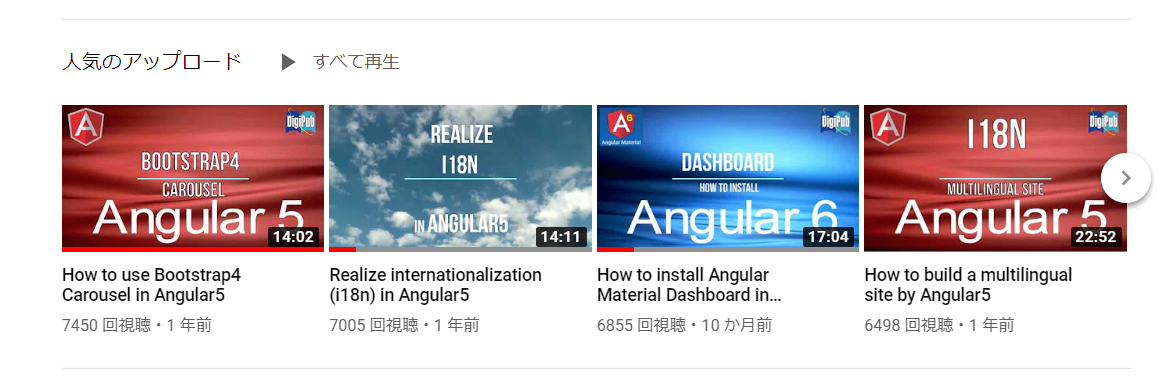 人気のアップロード ▶ すべて再生
DigiPub
BOOTSTRAP4
CAROUSEL
Angular 5
14:02
REALIZE
I18N
IN ANGULAR5
14:11
A 6
Angular Material
DigiPub
DASHBOARD
HOW TO INSTALL
Angular 6
17:04
A
DigiPub
I18N
MULTILINGUAL SITE
Angular 5
22:52
How to use Bootstrap4
Carousel in Angular5
7450 回視聴 • 1 年前
Realize internationalization
(i18n) in Angular5
7005 回視聴 • 1 年前
How to install Angular
Material Dashboard in...
6855 回視聴 • 10 か月前
How to build a multilingual
site by Angular5
6498 回視聴 • 1 年前